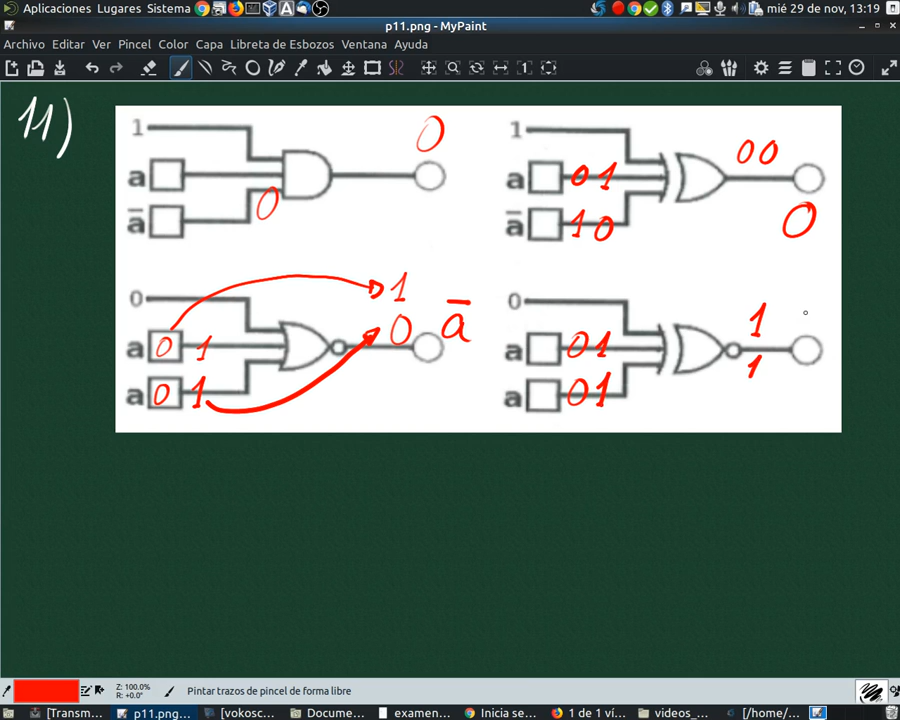 Aplicaciones Lugares Sistema
mié 29 de nov, 13:19
p11.png - MyPaint
Archivo Editar Ver Pincel Color Capa Libreta de Esbozos Ventana Ayuda
11)
1
a
a̅
0
0
1
a 01
a̅ 10
00
0
0
a 0 1
a 0 1
1
0 a̅
0
a 01
a 01
1
1
Z: 100.0%
R: +0.0°
Pintar trazos de pincel de forma libre
[Transm... p11.png... [vokosc... Docume... examen... Inicia se... 1 de 1 ví... videos_... [/home/...